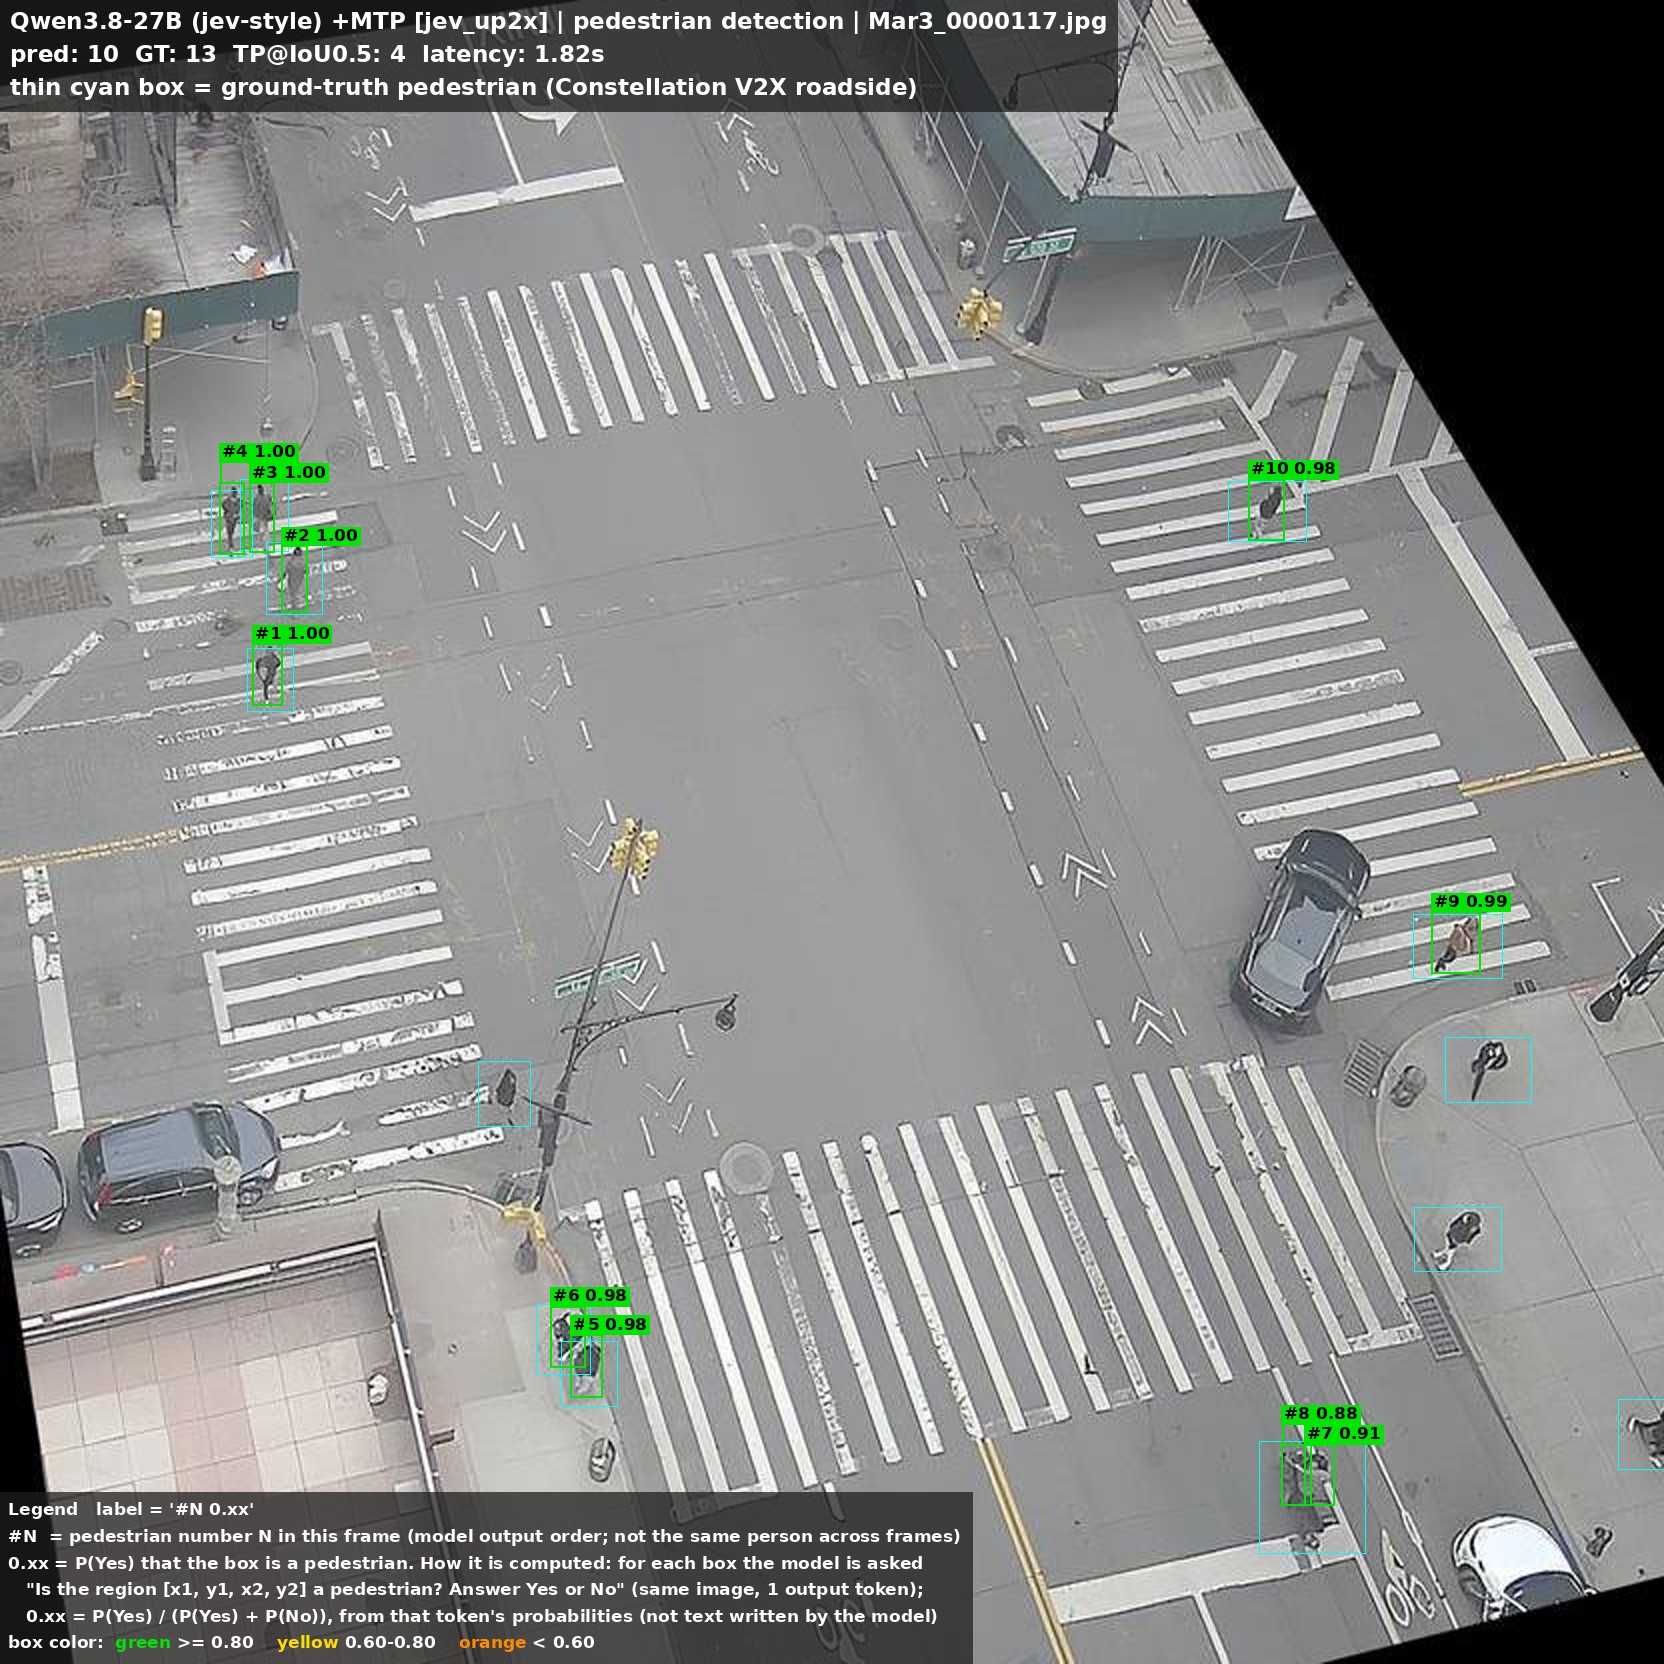 Qwen3.8-27B (jev-style) +MTP [jev_up2x] | pedestrian detection | Mar3_0000117.jpg
pred: 10  GT: 13  TP@IoU0.5: 4  latency: 1.82s
thin cyan box = ground-truth pedestrian (Constellation V2X roadside)
#4 1.00
#3 1.00
#10 0.98
#2 1.00
#1 1.00
#9 0.99
#6 0.98
#5 0.98
#8 0.88
#7 0.91
Legend   label = '#N 0.xx'
#N  = pedestrian number N in this frame (model output order; not the same person across frames)
0.xx = P(Yes) that the box is a pedestrian. How it is computed: for each box the model is asked
"Is the region [x1, y1, x2, y2] a pedestrian? Answer Yes or No" (same image, 1 output token);
0.xx = P(Yes) / (P(Yes) + P(No)), from that token's probabilities (not text written by the model)
box color:  green >= 0.80    yellow 0.60-0.80    orange < 0.60